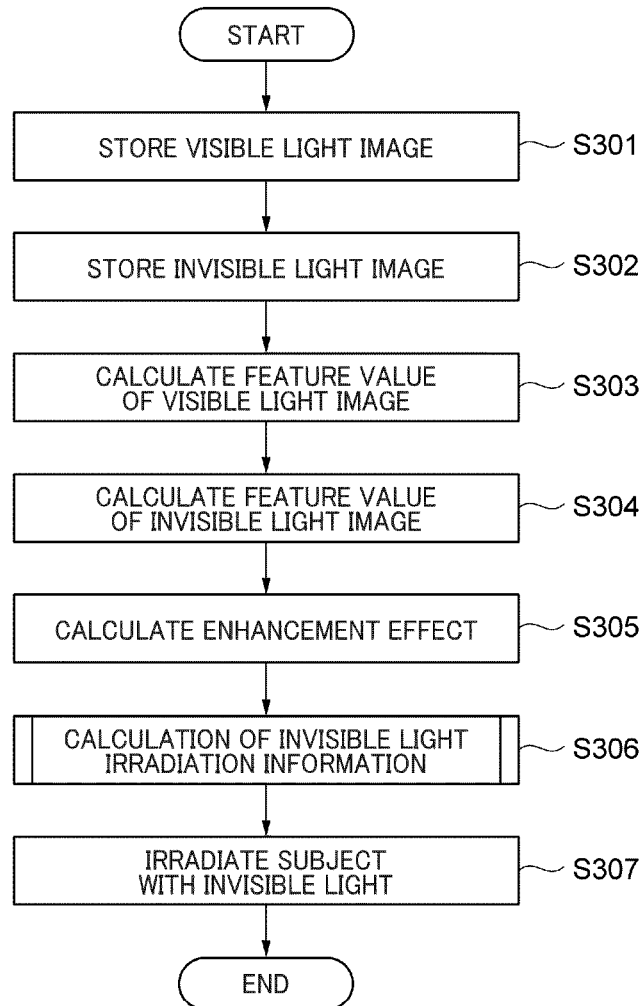 START
STORE VISIBLE LIGHT IMAGE
S301
STORE INVISIBLE LIGHT IMAGE
S302
CALCULATE FEATURE VALUE
OF VISIBLE LIGHT IMAGE
S303
CALCULATE FEATURE VALUE
OF INVISIBLE LIGHT IMAGE
S304
CALCULATE ENHANCEMENT EFFECT
S305
CALCULATION OF INVISIBLE LIGHT
IRRADIATION INFORMATION
S306
IRRADIATE SUBJECT
WITH INVISIBLE LIGHT
S307
END